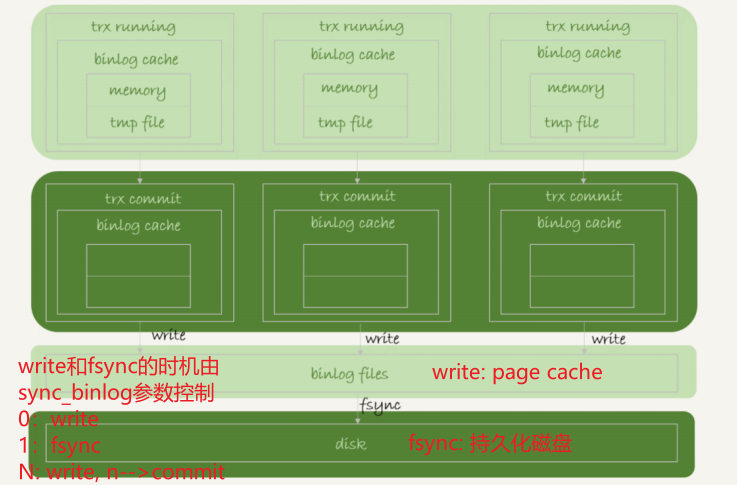 trx running
trx running
trx running
binlog cache
binlog cache
binlog cache
memory
memory
memory
tmp file
tmp file
tmp file
trx commit
trx commit
trx commit
binlog cache
binlog cache
binlog cache
write
write
write
write和fsync的时机由
sync_binlog参数控制
0: write
1: fsync
N: write, n-->commit
binlog files
write: page cache
fsync
disk
fsync: 持久化磁盘